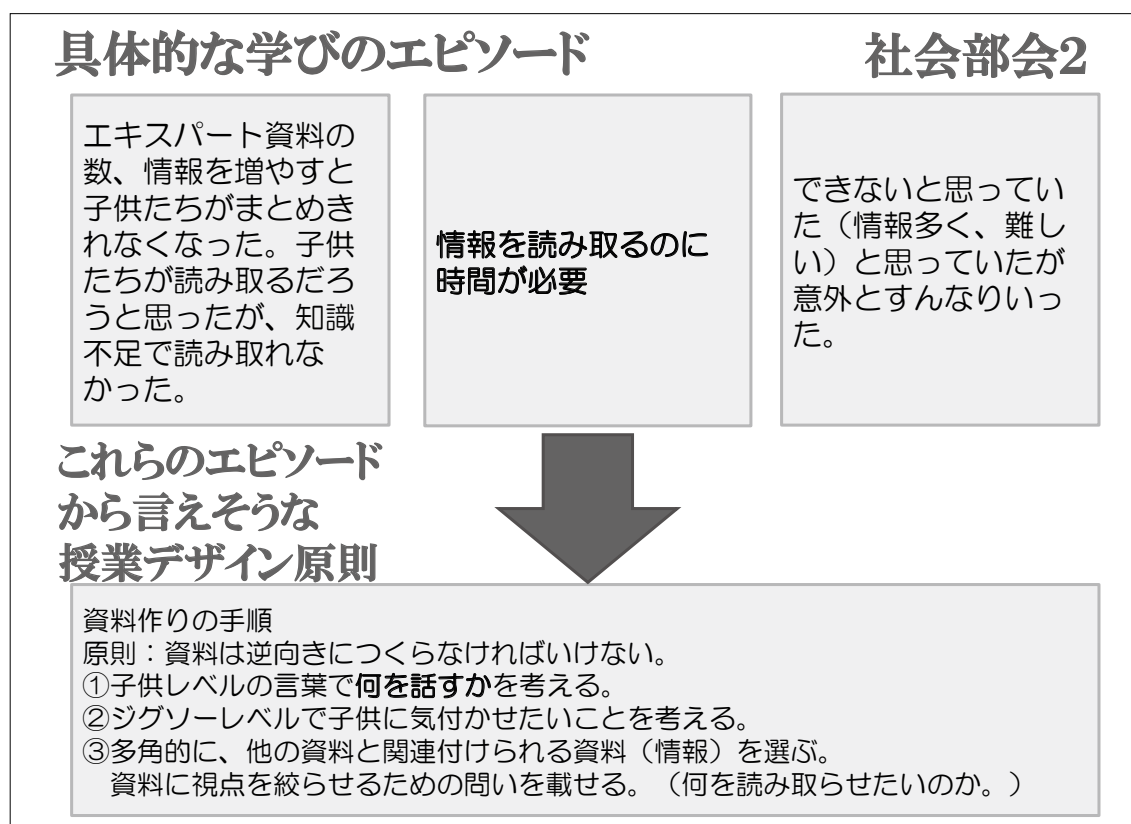 具体的な学びのエピソード
社会部会2
エキスパート資料の
数、情報を増やすと
子供たちがまとめき
れなくなった。子供
たちが読み取るだろ
うと思ったが、知識
不足で読み取れな
かった。
情報を読み取るのに
時間が必要
できないと思ってい
た（情報多く、難し
い）と思っていたが
意外とすんなりいっ
た。
これらのエピソード
から言えそうな
授業デザイン原則
資料作りの手順
原則：資料は逆向きにつくらなければいけない。
①子供レベルの言葉で何を話すかを考える。
②ジグソーレベルで子供に気付かせたいことを考える。
③多角的に、他の資料と関連付けられる資料（情報）を選ぶ。
資料に視点を絞らせるための問いを載せる。（何を読み取らせたいのか。）